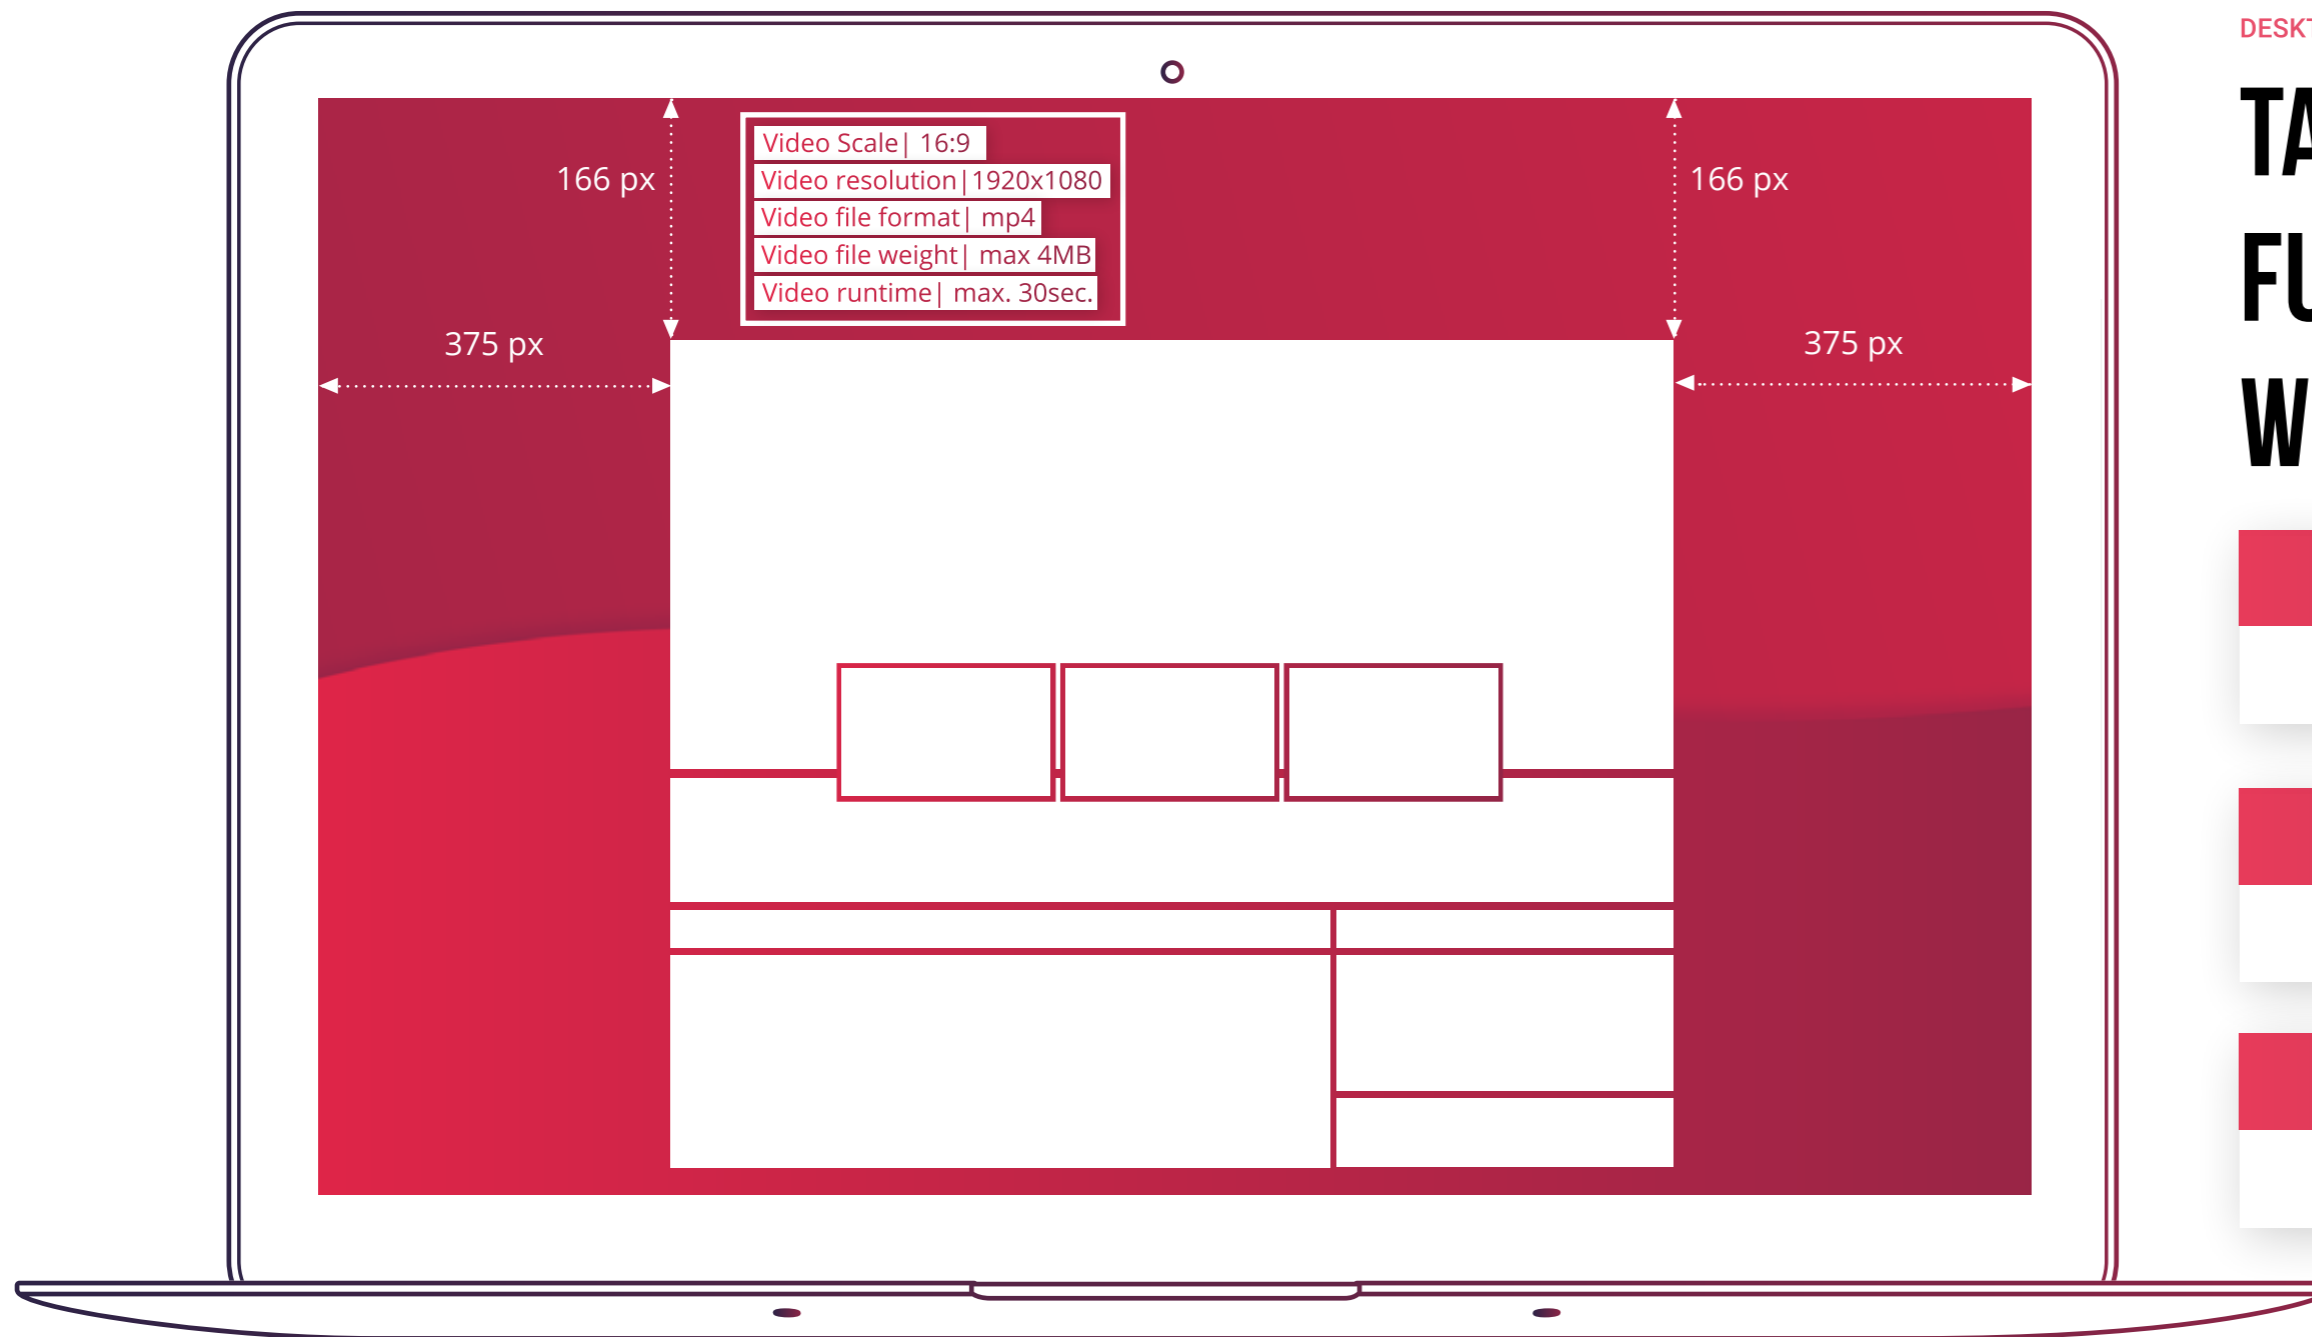 Video Scale| 16:9
Video resolution|1920x1080
Video file format| mp4
Video file weight| max 4MB
Video runtime| max. 30sec.
166 px
166 px
375 px
375 px